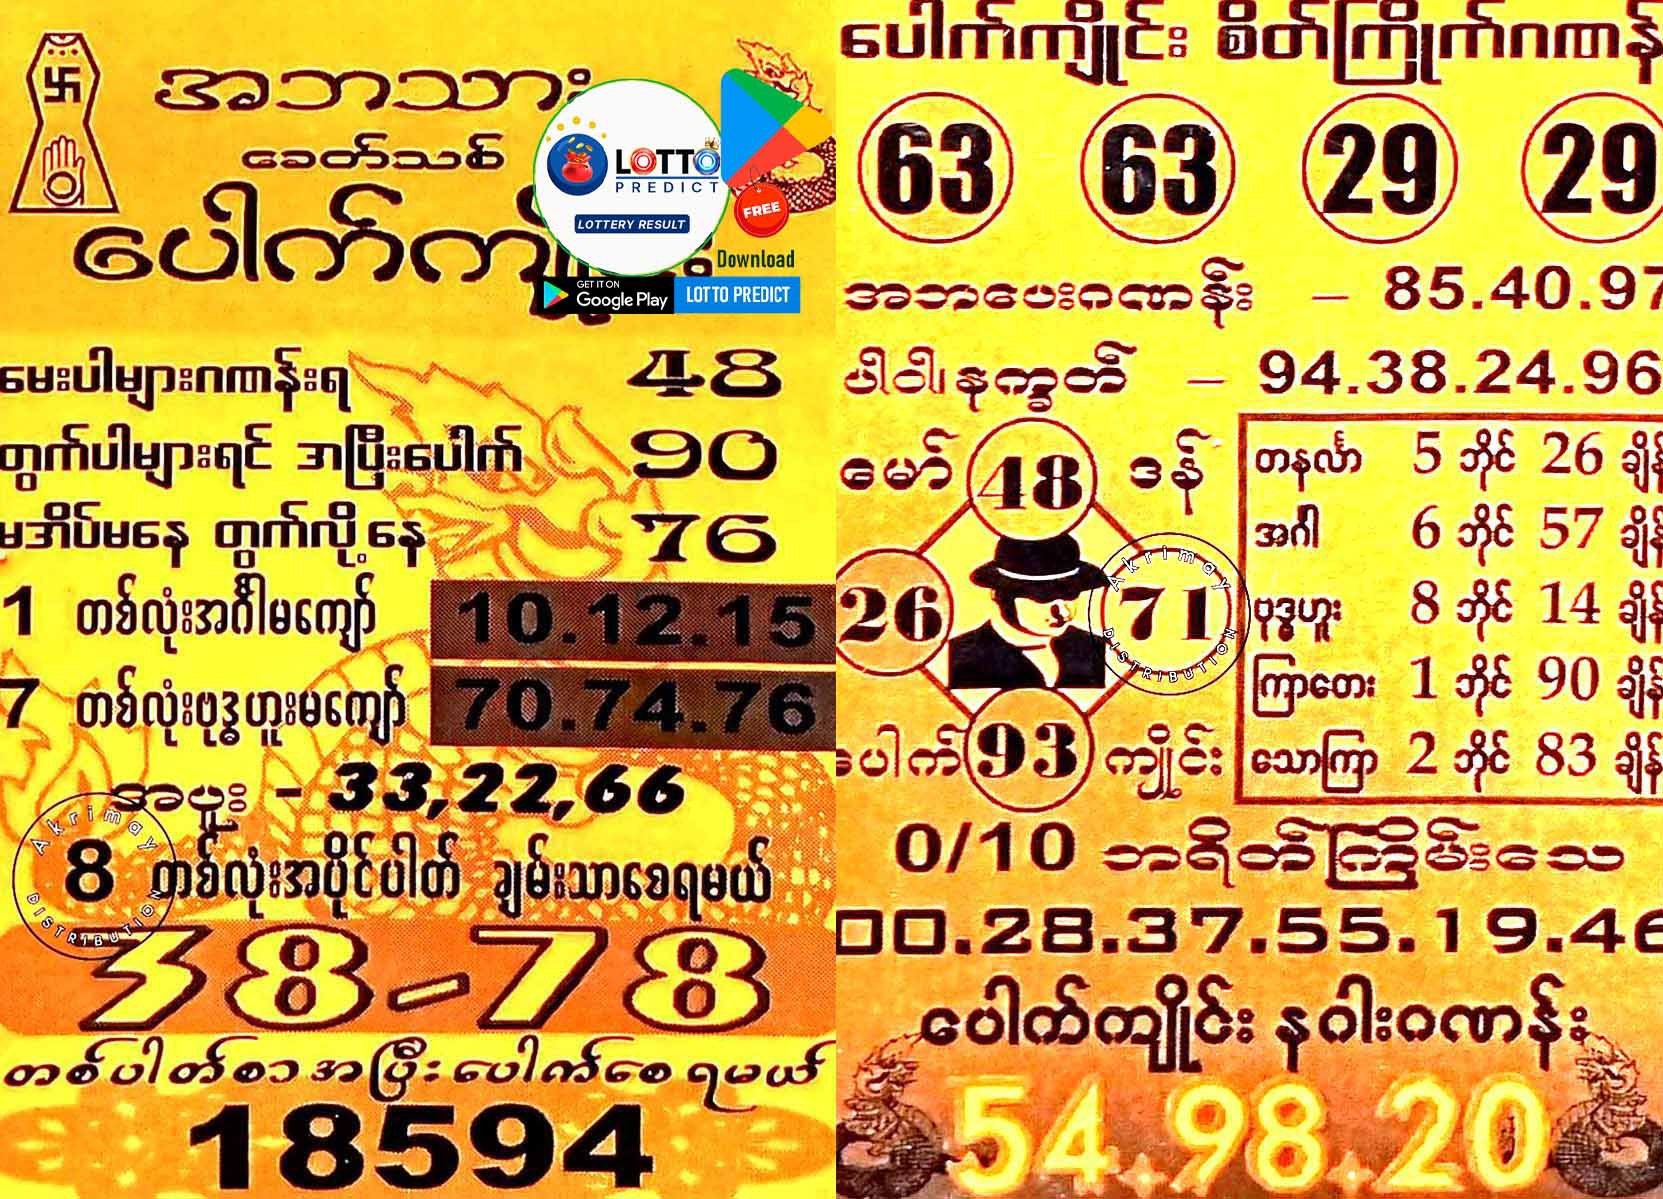 အဘသား
ခေတ်သစ်
LOTTO
PREDICT
LOTTERY RESULT
FREE
Download
GET IT ON
Google Play
LOTTO PREDICT
မေးပါများဂဏန်းရ 48
တွက်ပါများရင် အပြီးပေါက် 90
မအိပ်မနေ တွက်လို့နေ 76
1 တစ်လုံးအင်္ဂါမကျော် 10.12.15
7 တစ်လုံးဗုဒ္ဓဟူးမကျော် 70.74.76
အပူး - 33,22,66
8 တစ်လုံးအပိုင်ပါတ် ချမ်းသာစေရမယ်
Akrimay
DISTRIBUTION
38-78
တစ်ပါတ်စာအပြီးပေါက်စေရမယ်
18594
ပေါက်ကျိုင်း စိတ်ကြိုက်ဂဏန်
63 63 29 29
အဘပေးဂဏန်း - 85.40.97
ပါဝါ၊နက္ခတ် - 94.38.24.96
မော် 48 ဒန်
26 71
Akrimay
DISTRIBUTION
ပေါက် 93 ကျိုင်း
တနင်္လာ 5 ဘိုင် 26 ချိန်
အင်္ဂါ 6 ဘိုင် 57 ချိန်
ဗုဒ္ဓဟူး 8 ဘိုင် 14 ချိန်
ကြာတေး 1 ဘိုင် 90 ချိန်
သောကြာ 2 ဘိုင် 83 ချိန်
0/10 ဘရိတ်ကြိမ်းသေ
00.28.37.55.19.46
ပေါက်ကျိုင်း နဂါးဂဏန်း
54.98.20